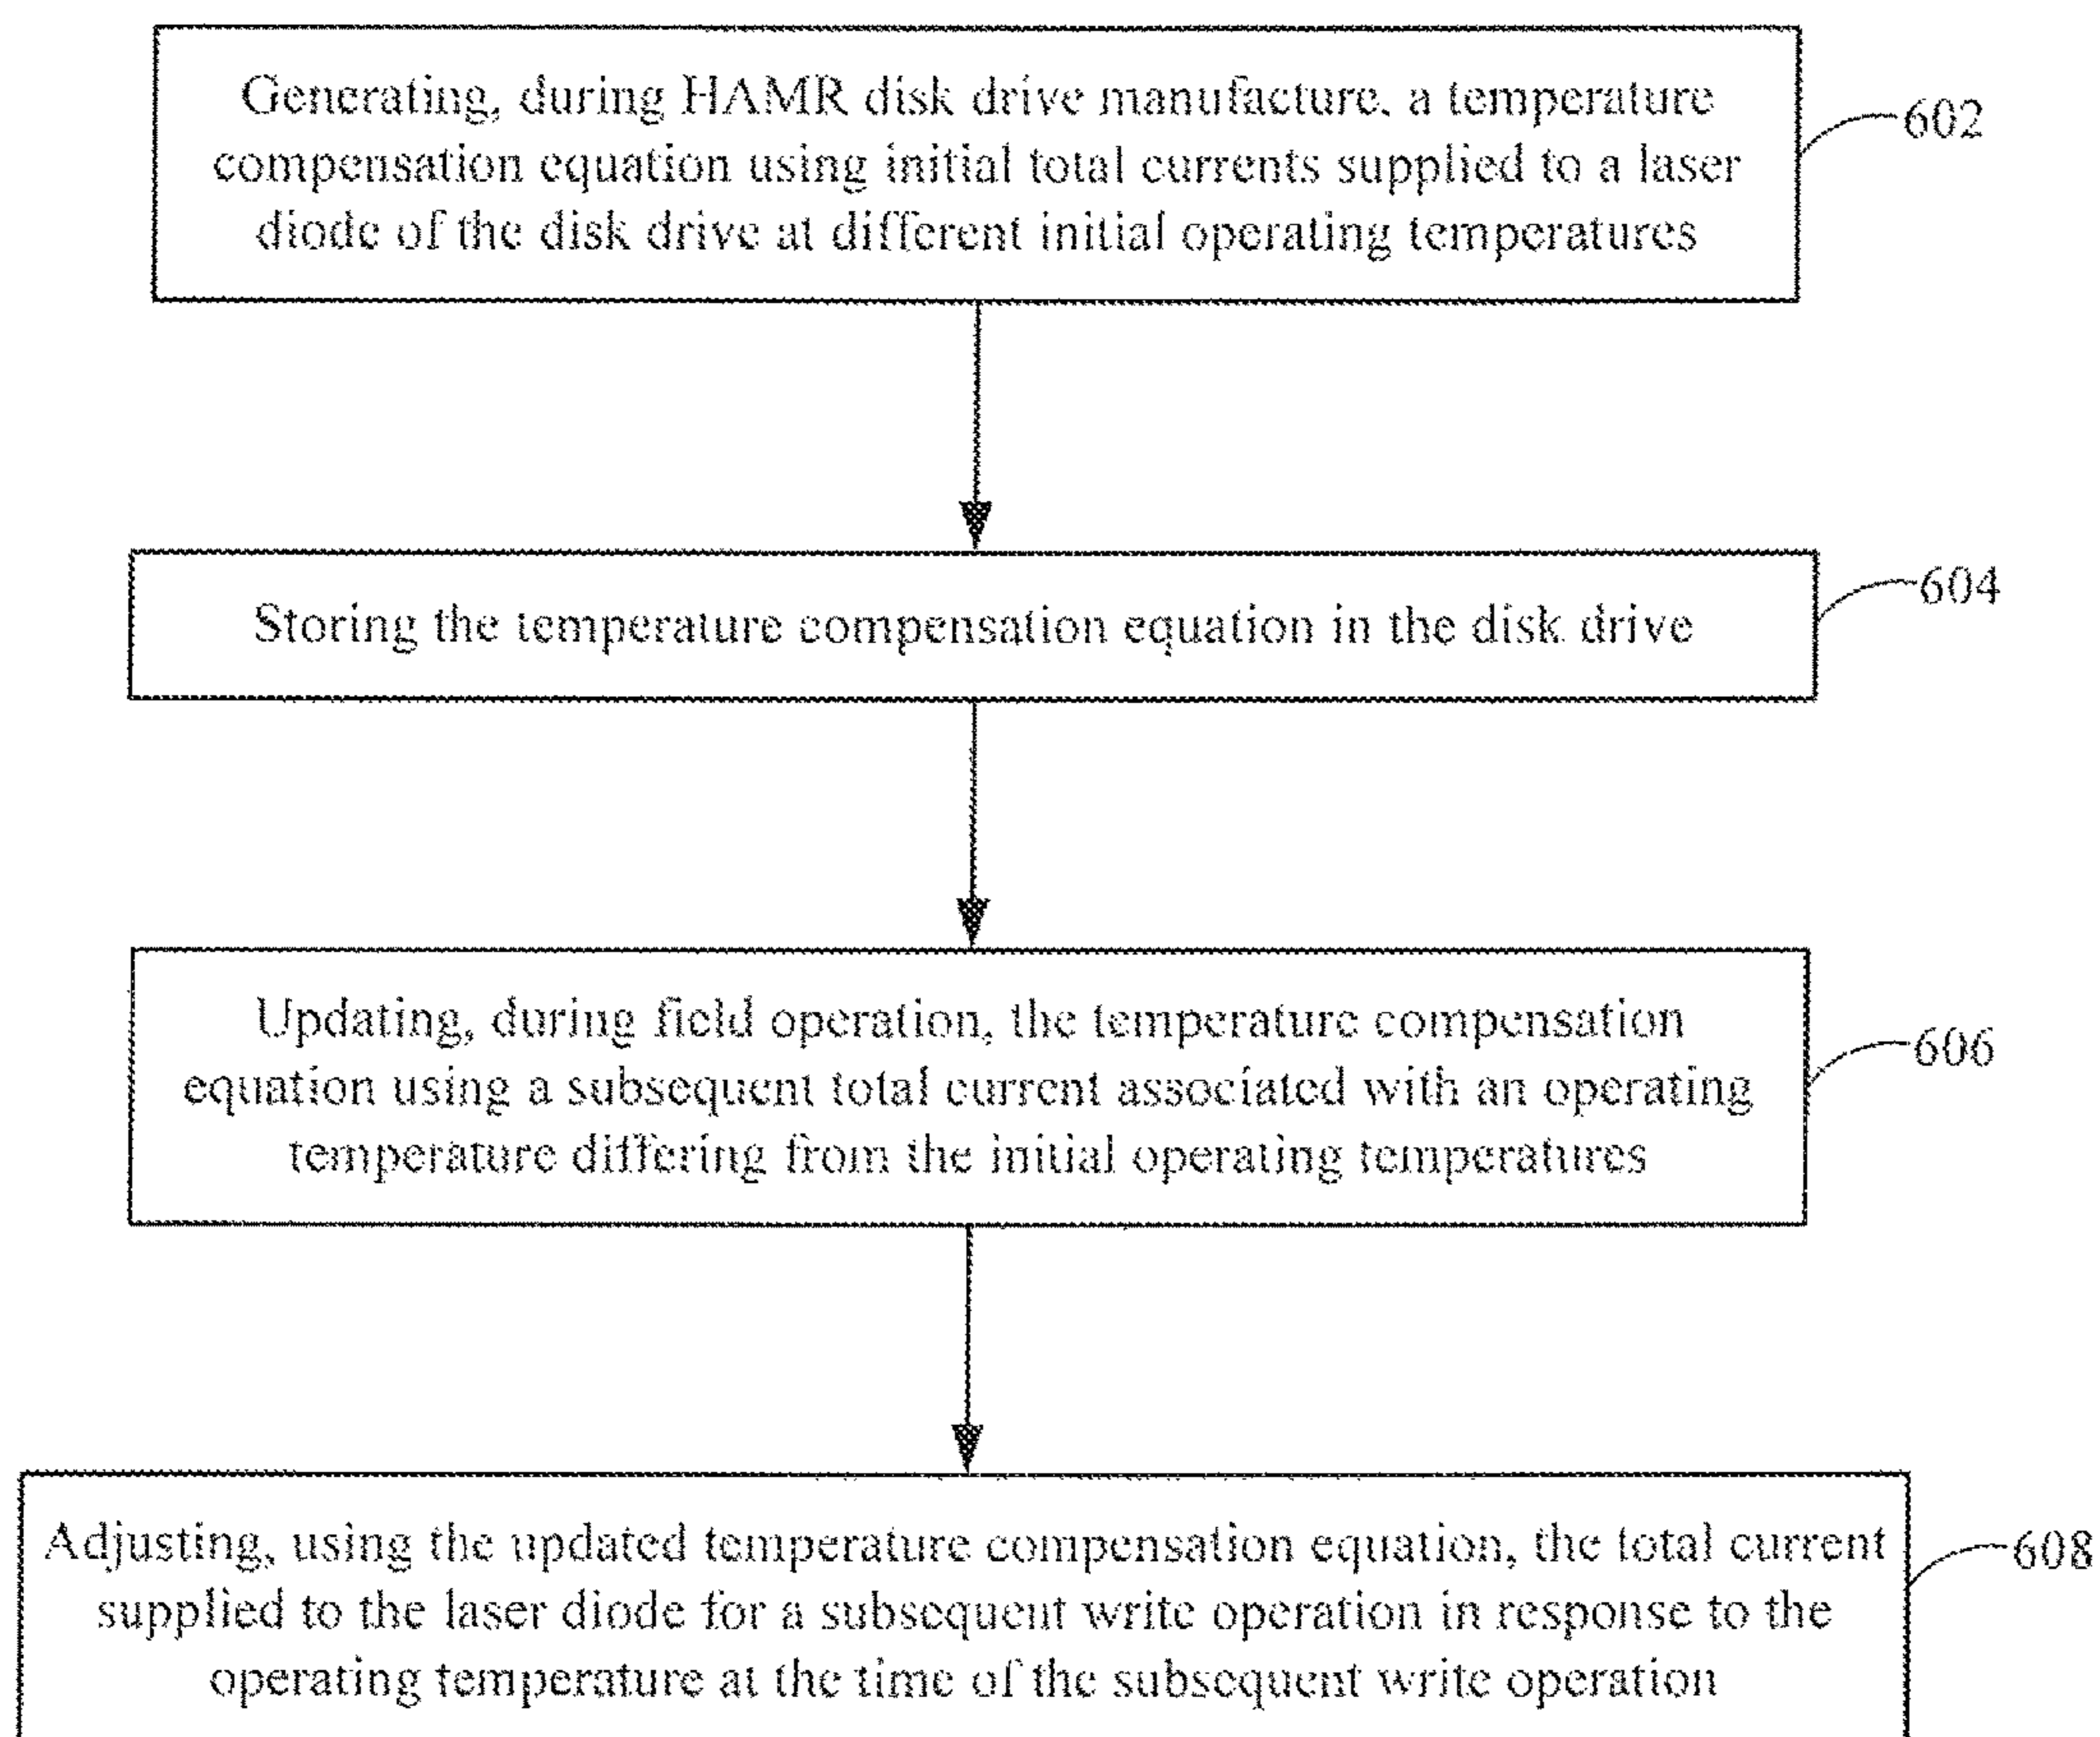 Generating, during HAMR disk drive manufacture, a temperature
compensation equation using initial total currents supplied to a laser
diode of the disk drive at different initial operating temperatures
602
Storing the temperature compensation equation in the disk drive
604
Updating, during field operation, the temperature compensation
equation using a subsequent total current associated with an operating
temperature differing from the initial operating temperatures
606
Adjusting, using the updated temperature compensation equation, the total current
supplied to the laser diode for a subsequent write operation in response to the
operating temperature at the time of the subsequent write operation
608